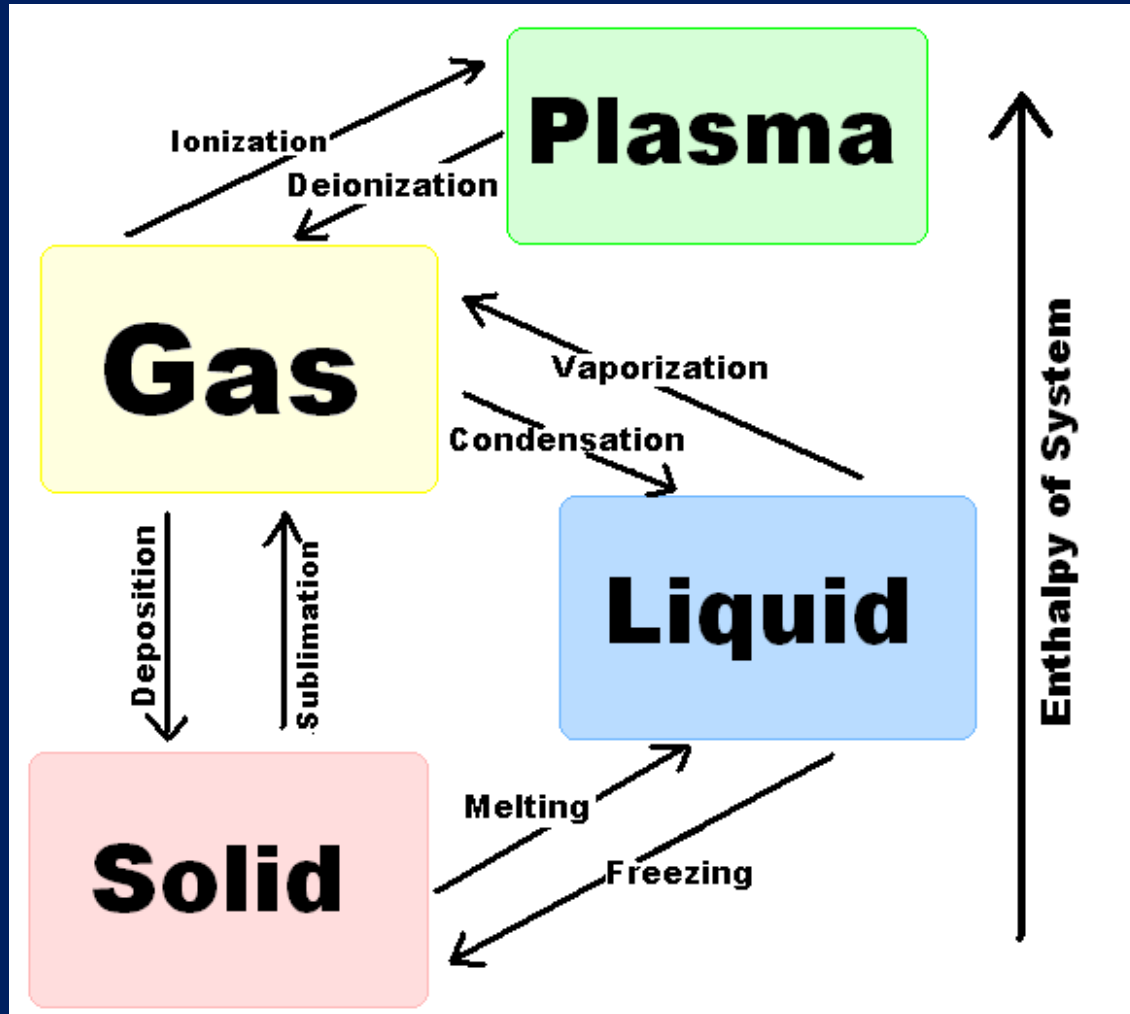 Plasma
Ionization
Deionization
Gas
Vaporization
Condensation
Enthalpy of System
Liquid
Deposition
Sublimation
Melting
Solid
Freezing